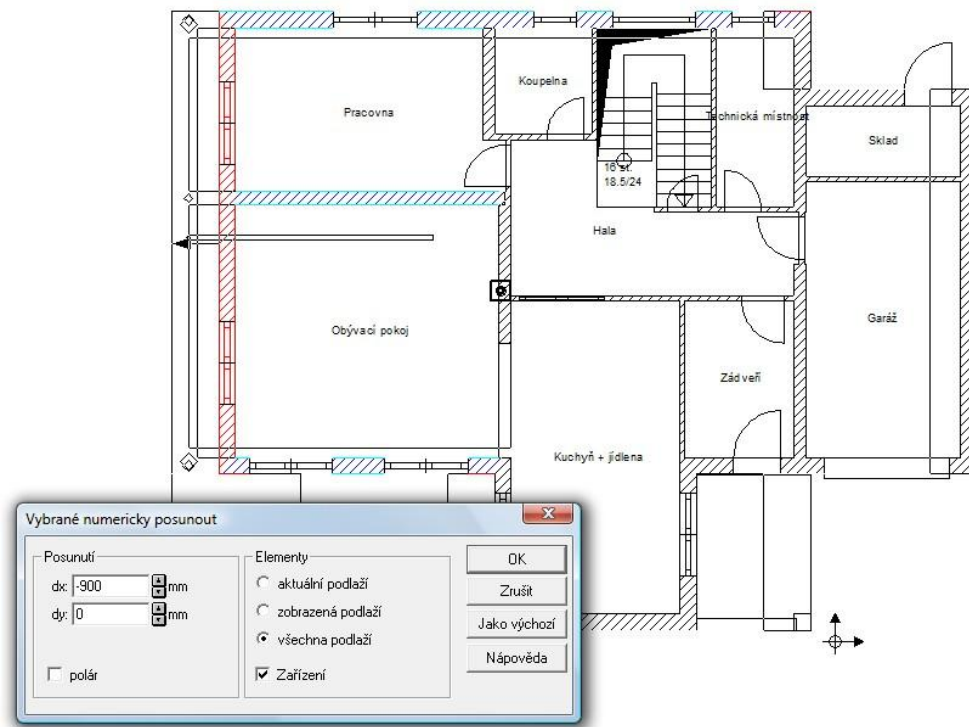 Koupelna
Pracovna
Technická místnost
Sklad
16 st.
18.5/24
Hala
Obývací pokoj
Garáž
Zádveří
Kuchyň + jídlena
Vybrané numericky posunout
Posunutí
dx: -900 mm
dy: 0 mm
polár
Elementy
aktuální podlaží
zobrazená podlaží
všechna podlaží
Zařízení
OK
Zrušit
Jako výchozí
Nápověda